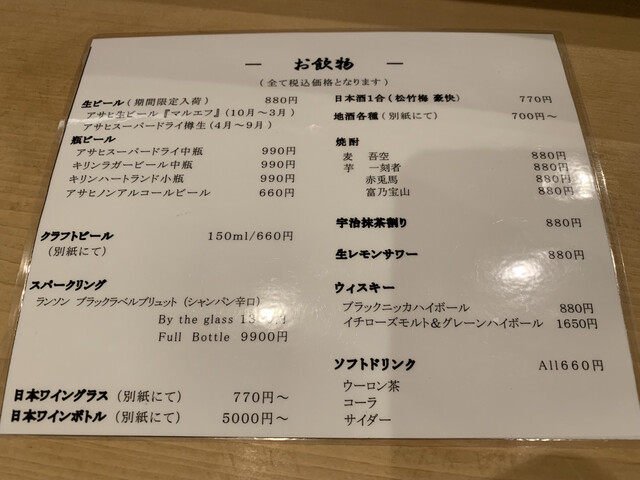 ― お飲物 ―
(全て税込価格となります)
生ビール(期間限定入荷) 880円
アサヒ生ビール『マルエフ』(10月～3月)
アサヒスーパードライ樽生(4月～9月)
瓶ビール
アサヒスーパードライ中瓶 990円
キリンラガービール中瓶 990円
キリンハートランド小瓶 990円
アサヒノンアルコールビール 660円
クラフトビール 150ml/660円
(別紙にて)
スパークリング
ランソン ブラックラベルブリュット(シャンパン辛口)
By the glass
Full Bottle 9900円
日本ワイングラス(別紙にて) 770円～
日本ワインボトル(別紙にて) 5000円～
日本酒1合(松竹梅 豪快) 770円
地酒各種(別紙にて) 700円～
焼酎
麦 吾空 880円
芋 一刻者 880円
赤兎馬 880円
富乃宝山 880円
宇治抹茶割り 880円
生レモンサワー 880円
ウィスキー
ブラックニッカハイボール 880円
イチローズモルト&グレーンハイボール 1650円
ソフトドリンク All660円
ウーロン茶
コーラ
サイダー